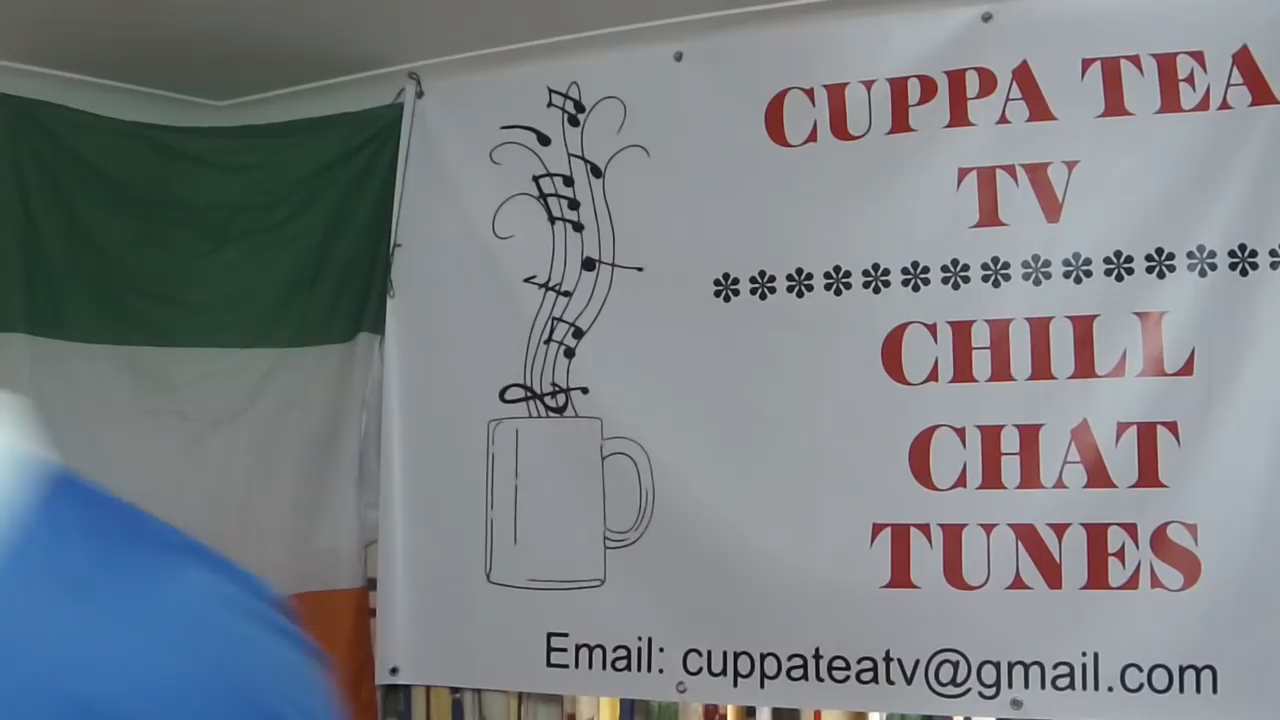 CUPPA TEA
TV
*************
CHILL
CHAT
TUNES
Email: cuppateatv@gmail.com